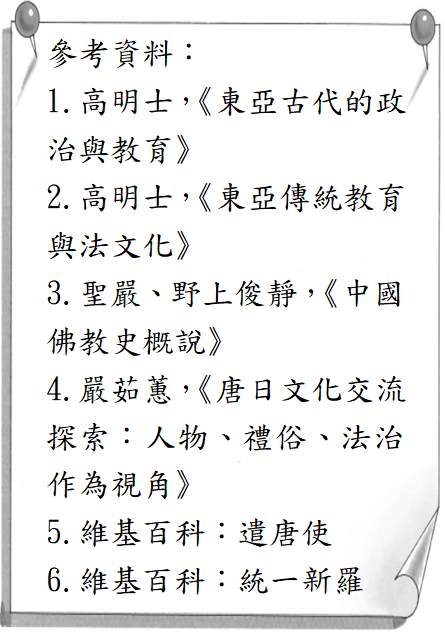 參考資料：
1.高明士，《東亞古代的政
治與教育》
2.高明士，《東亞傳統教育
與法文化》
3.聖嚴、野上俊靜，《中國
佛教史概說》
4.嚴茹蕙，《唐日文化交流
探索：人物、禮俗、法治
作為視角》
5.維基百科：遣唐使
6.維基百科：統一新羅